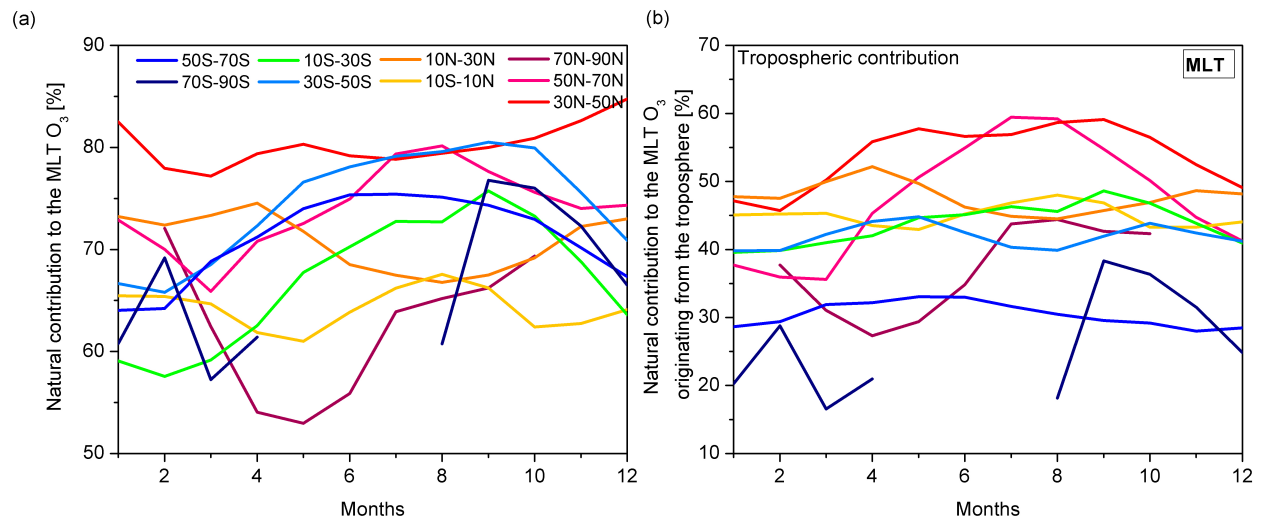 (a)
90
80
70
60
50
Natural contribution to the MLT O3 [%]
50S-70S
10S-30S
10N-30N
70N-90N
70S-90S
30S-50S
10S-10N
50N-70N
30N-50N
2
4
6
8
10
12
Months
(b)
70
60
50
40
30
20
10
Natural contribution to the MLT O3
originating from the troposphere [%]
Tropospheric contribution
MLT
2
4
6
8
10
12
Months